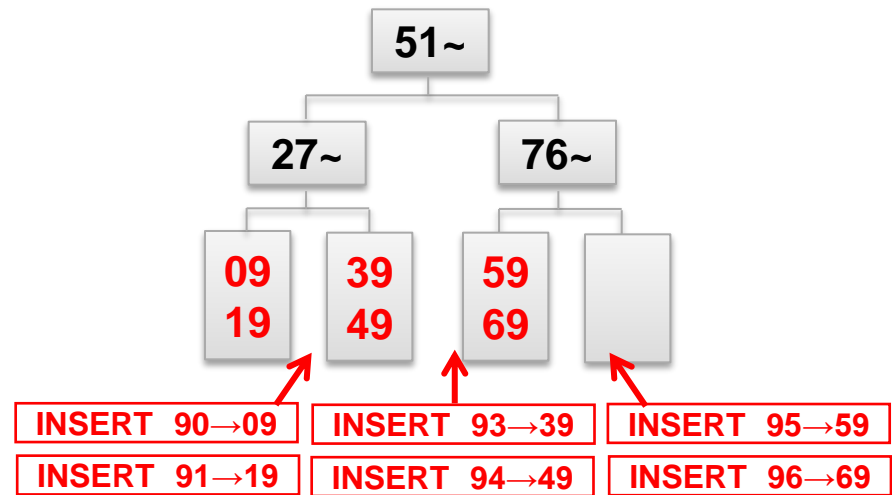 51~
27~
76~
09
19
39
49
59
69
INSERT 90→09
INSERT 93→39
INSERT 95→59
INSERT 91→19
INSERT 94→49
INSERT 96→69